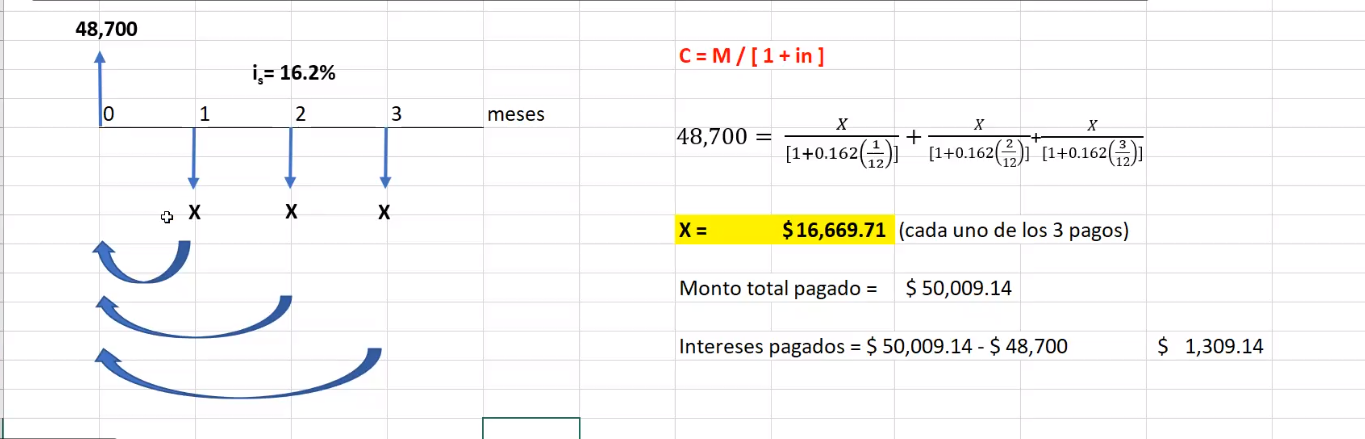 48,700
is= 16.2%
0 1 2 3 meses
X X X
C = M / [ 1 + in ]
48,700 = X/[1+0.162(1/12)] + X/[1+0.162(2/12)] + X/[1+0.162(3/12)]
X = $16,669.71 (cada uno de los 3 pagos)
Monto total pagado = $ 50,009.14
Intereses pagados = $ 50,009.14 - $ 48,700 $ 1,309.14